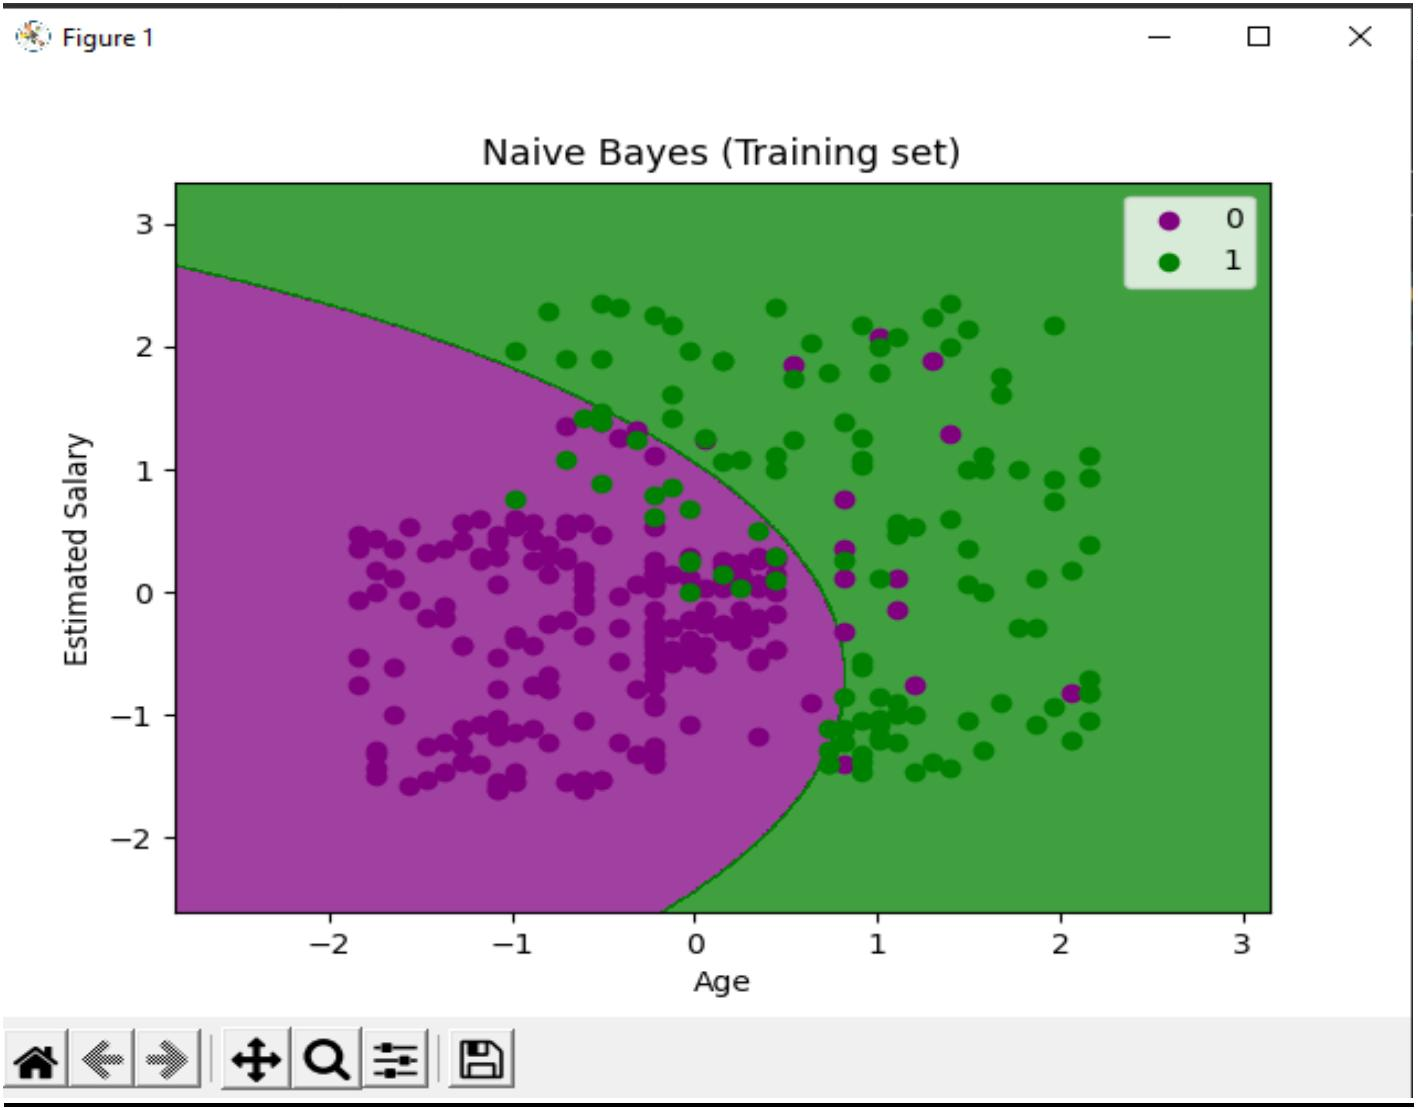 Figure 1
Naive Bayes (Training set)
0
1
3
2
1
0
−1
−2
Estimated Salary
−2 −1 0 1 2 3
Age